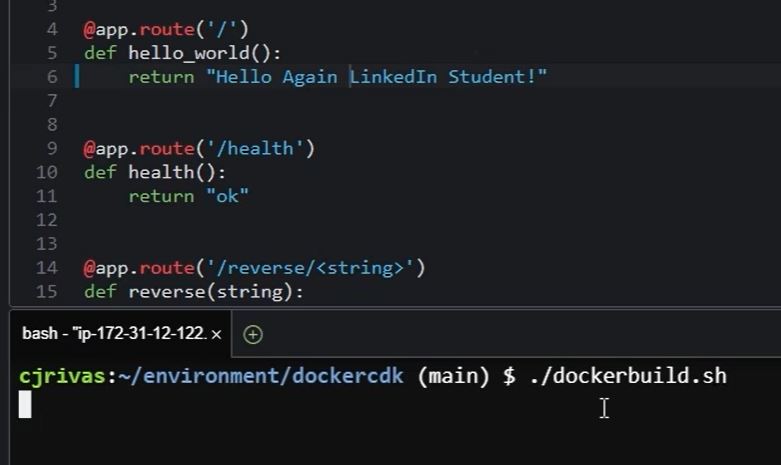 3
4 @app.route('/')
5 def hello_world():
6 return "Hello Again LinkedIn Student!"
7
8
9 @app.route('/health')
10 def health():
11 return "ok"
12
13
14 @app.route('/reverse/<string>')
15 def reverse(string):
bash - "ip-172-31-12-122.
cjrivas:~/environment/dockercdk (main) $ ./dockerbuild.sh